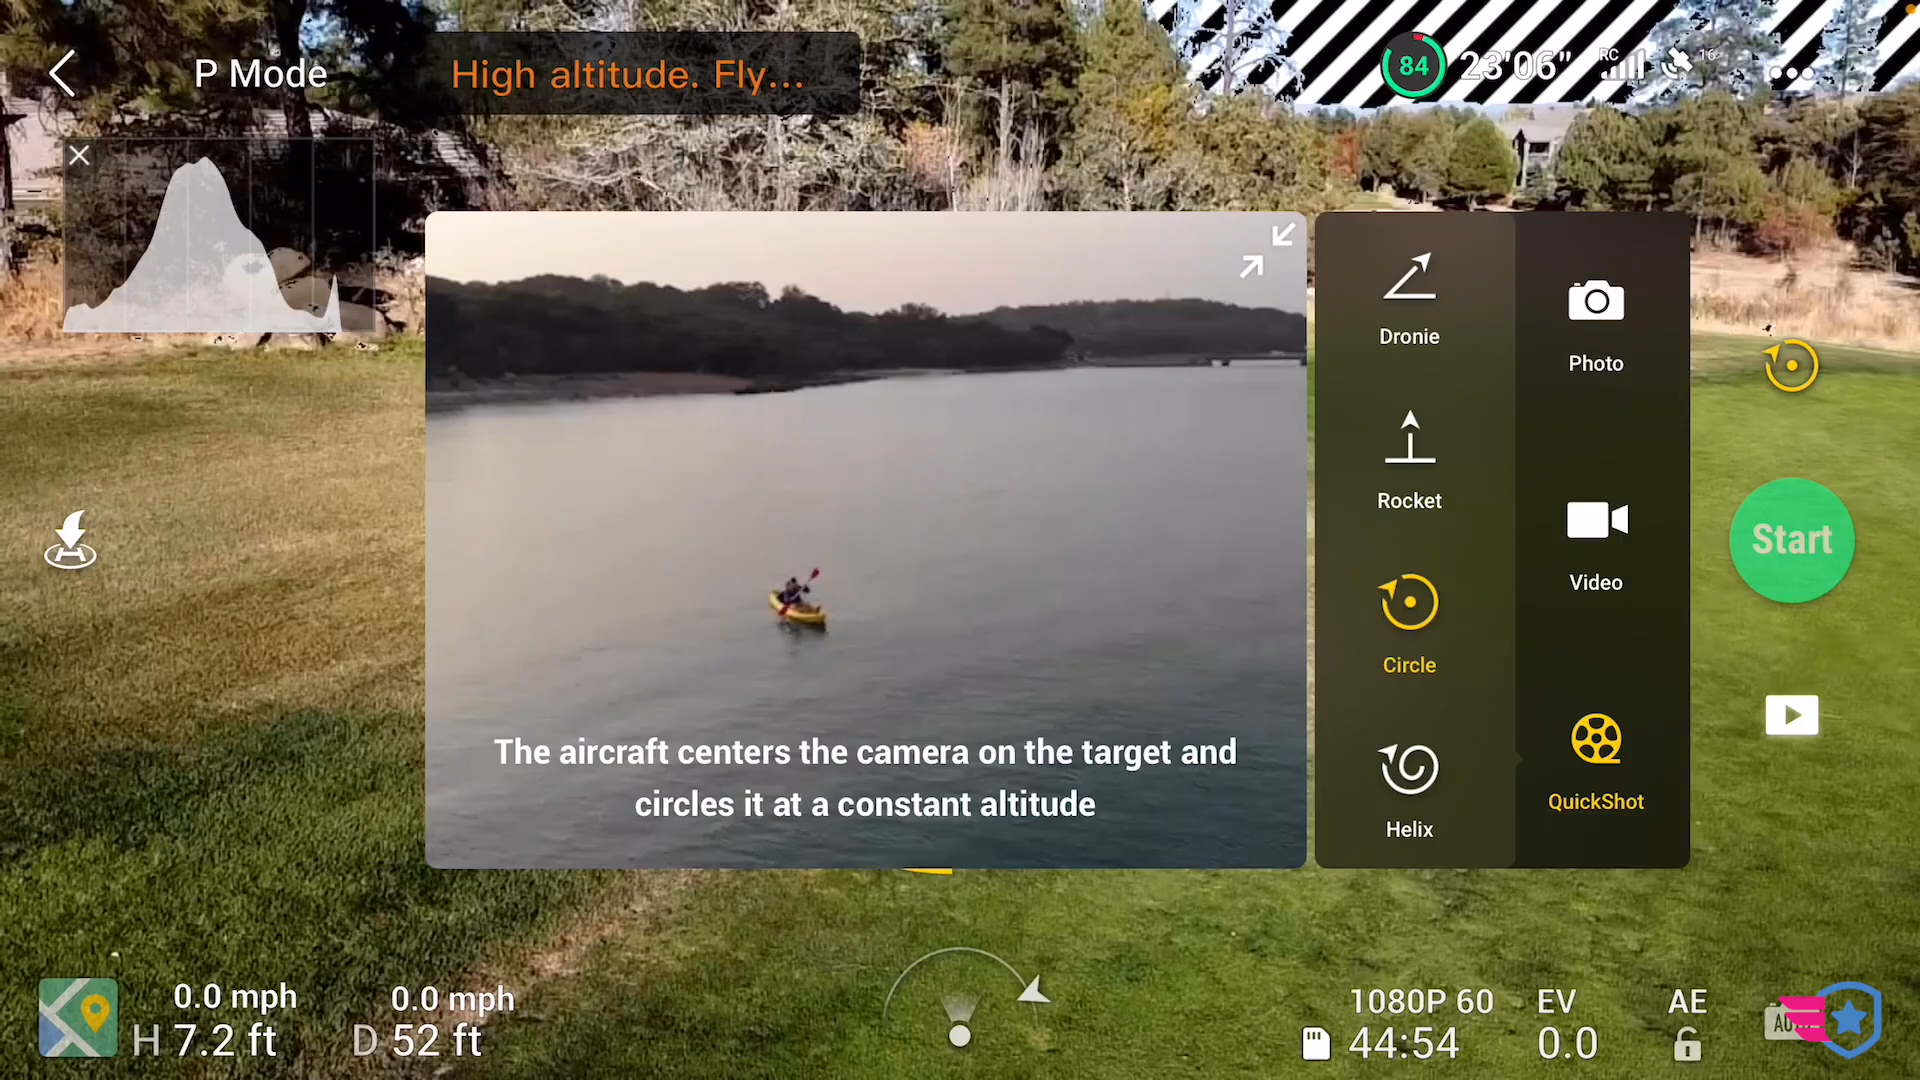 P Mode
High altitude. Fly...
84
23'06"
RC
16
Dronie
Photo
Rocket
Video
Start
Circle
The aircraft centers the camera on the target and
circles it at a constant altitude
Helix
QuickShot
0.0 mph
0.0 mph
H 7.2 ft
D 52 ft
1080P 60
EV
AE
44:54
0.0